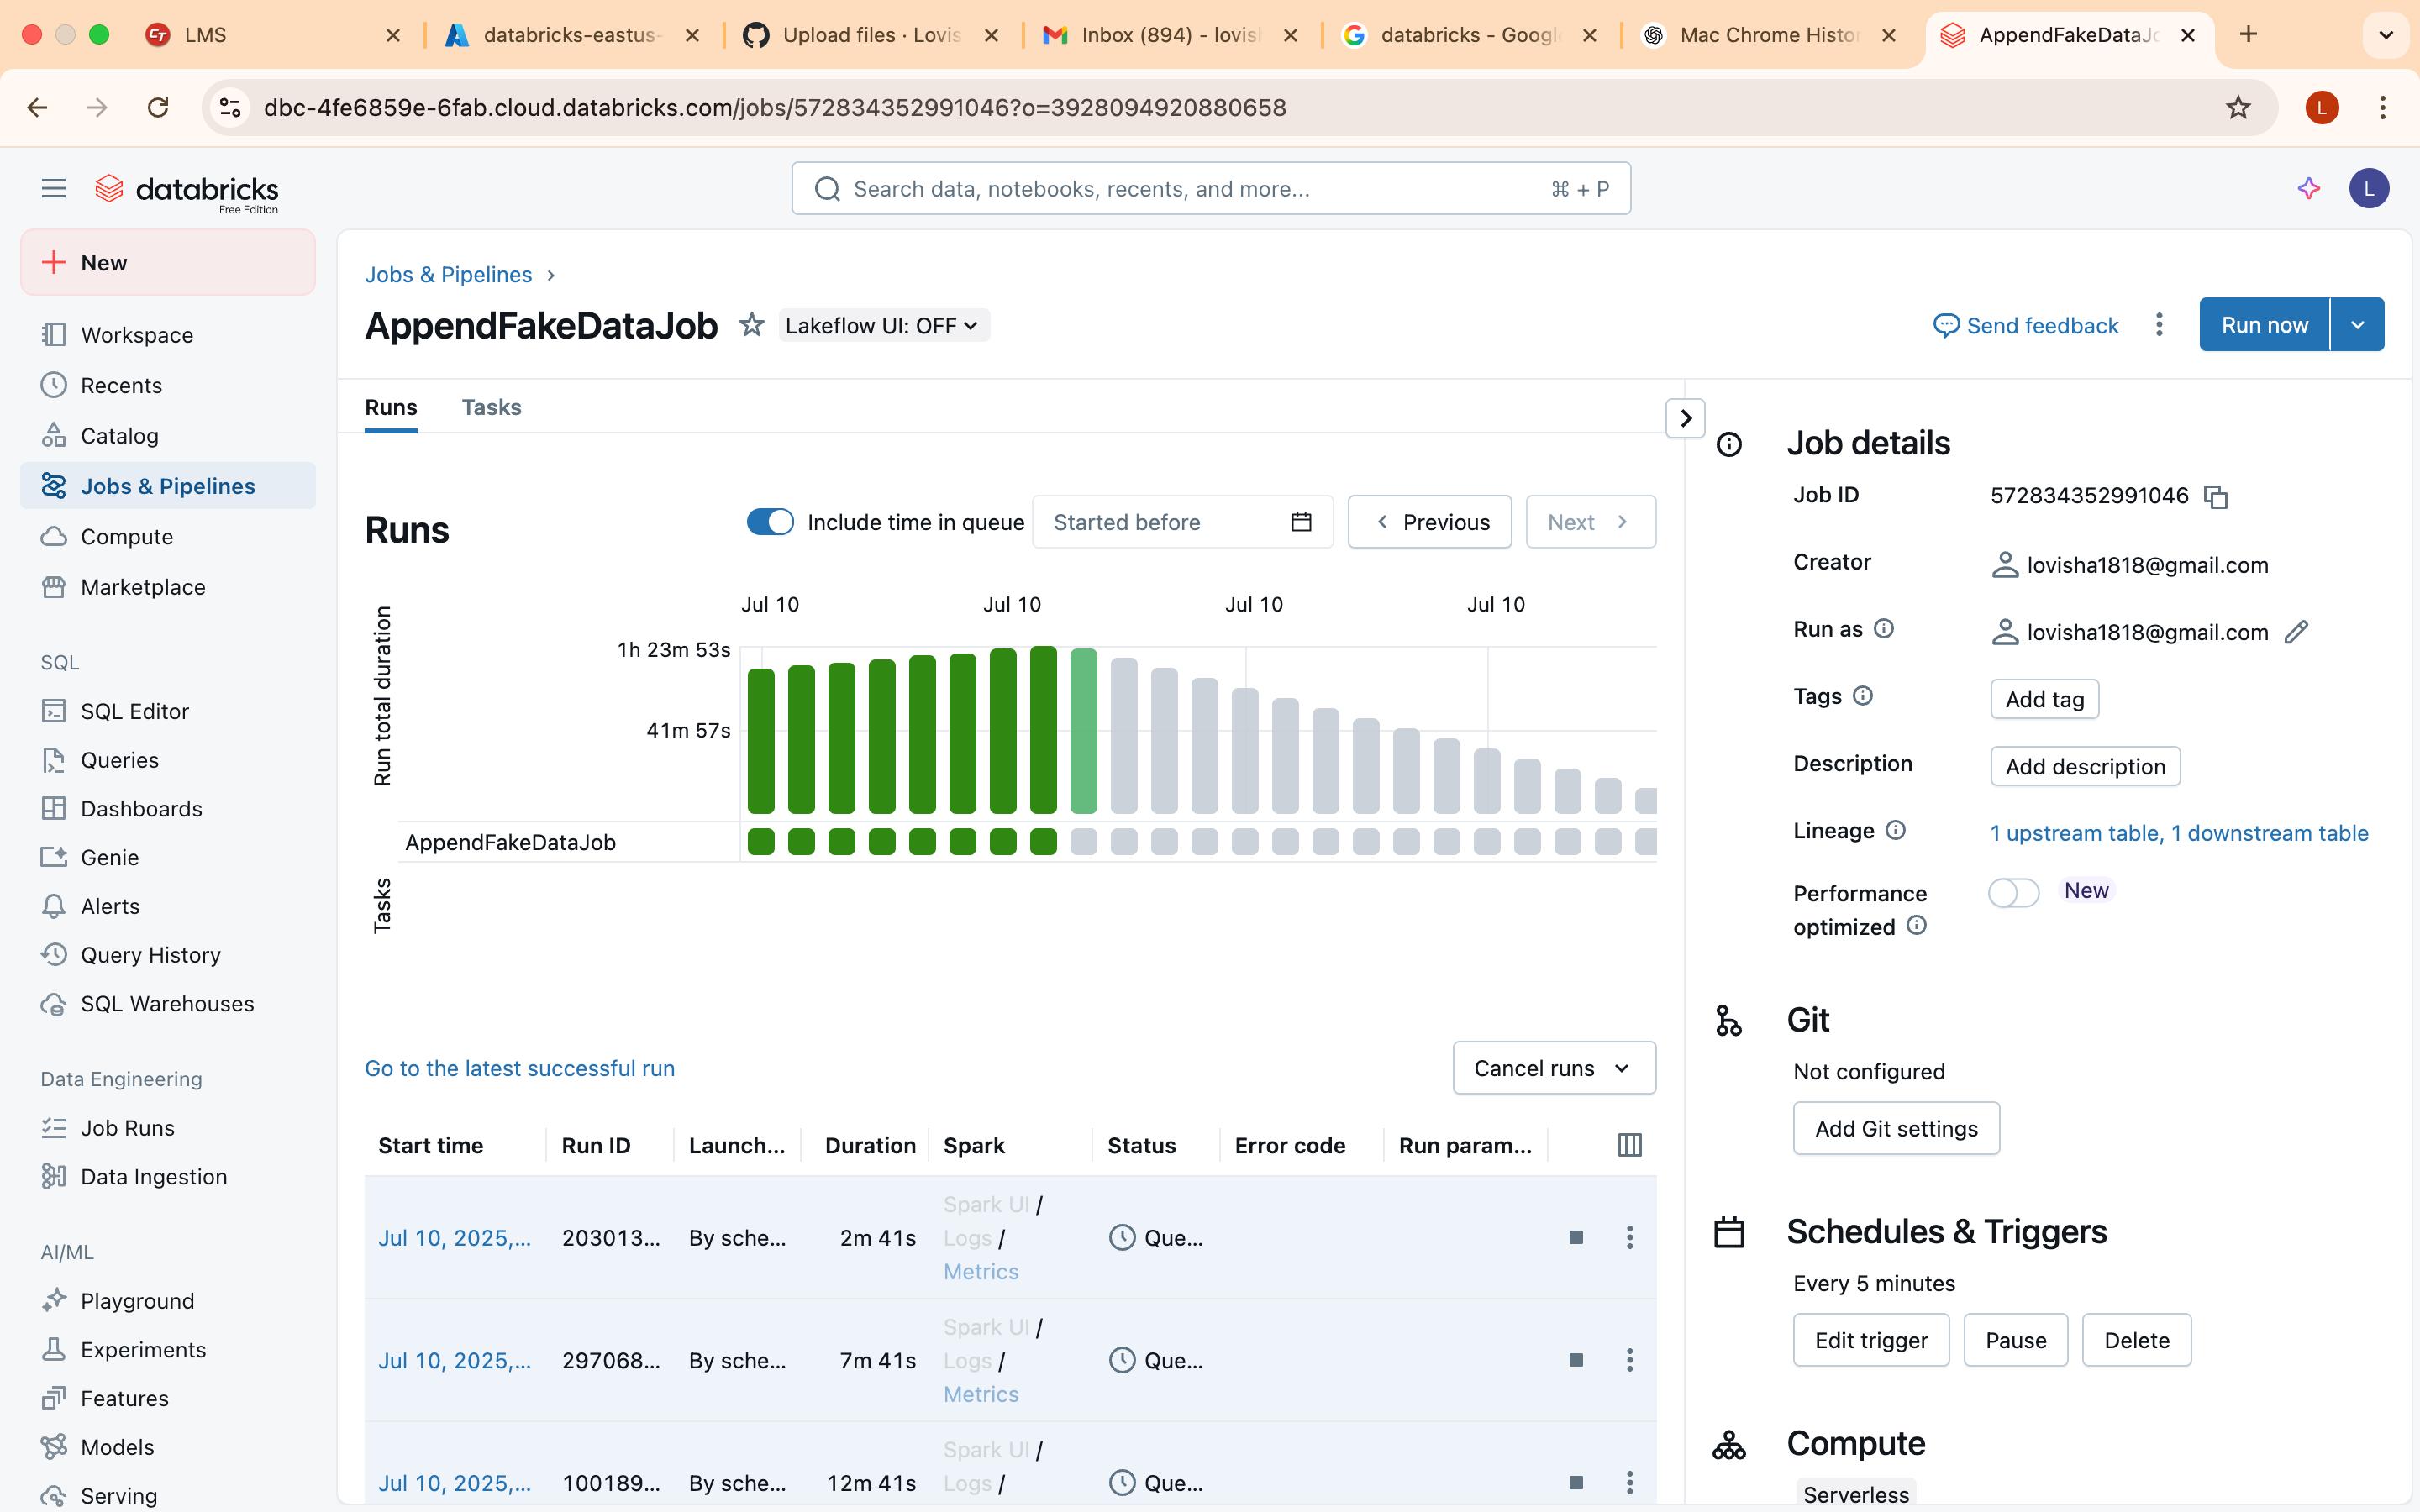 LMS
databricks-eastus-
Upload files · Lovis
Inbox (894) - lovis
databricks - Googl
Mac Chrome Histor
AppendFakeDataJo
dbc-4fe6859e-6fab.cloud.databricks.com/jobs/572834352991046?o=3928094920880658
L
databricks
Free Edition
Search data, notebooks, recents, and more...
⌘ + P
L
New
Workspace
Recents
Catalog
Jobs & Pipelines
Compute
Marketplace
SQL
SQL Editor
Queries
Dashboards
Genie
Alerts
Query History
SQL Warehouses
Data Engineering
Job Runs
Data Ingestion
AI/ML
Playground
Experiments
Features
Models
Serving
Jobs & Pipelines ›
AppendFakeDataJob
Lakeflow UI: OFF
Send feedback
Run now
Runs Tasks
Runs
Include time in queue
Started before
Previous
Next
Jul 10 Jul 10 Jul 10 Jul 10
Run total duration
1h 23m 53s
41m 57s
AppendFakeDataJob
Tasks
Go to the latest successful run
Cancel runs
Start time Run ID Launch... Duration Spark Status Error code Run param...
Jul 10, 2025,... 203013... By sche... 2m 41s Spark UI / Logs / Metrics Que...
Jul 10, 2025,... 297068... By sche... 7m 41s Spark UI / Logs / Metrics Que...
Jul 10, 2025,... 100189... By sche... 12m 41s Spark UI / Logs / Que...
Job details
Job ID 572834352991046
Creator lovisha1818@gmail.com
Run as lovisha1818@gmail.com
Tags Add tag
Description Add description
Lineage 1 upstream table, 1 downstream table
Performance optimized New
Git
Not configured
Add Git settings
Schedules & Triggers
Every 5 minutes
Edit trigger Pause Delete
Compute
Serverless